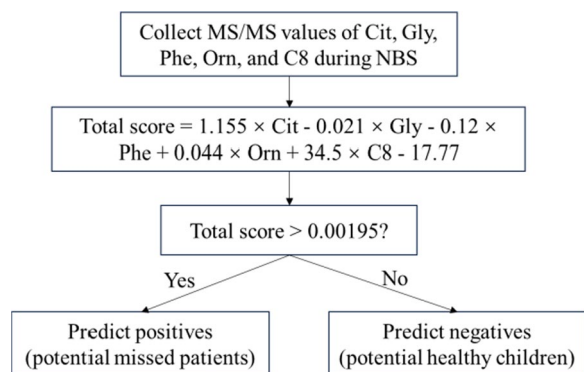 Collect MS/MS values of Cit, Gly,
Phe, Orn, and C8 during NBS
Total score = 1.155 × Cit - 0.021 × Gly - 0.12 ×
Phe + 0.044 × Orn + 34.5 × C8 - 17.77
Total score > 0.00195?
Yes
No
Predict positives
(potential missed patients)
Predict negatives
(potential healthy children)